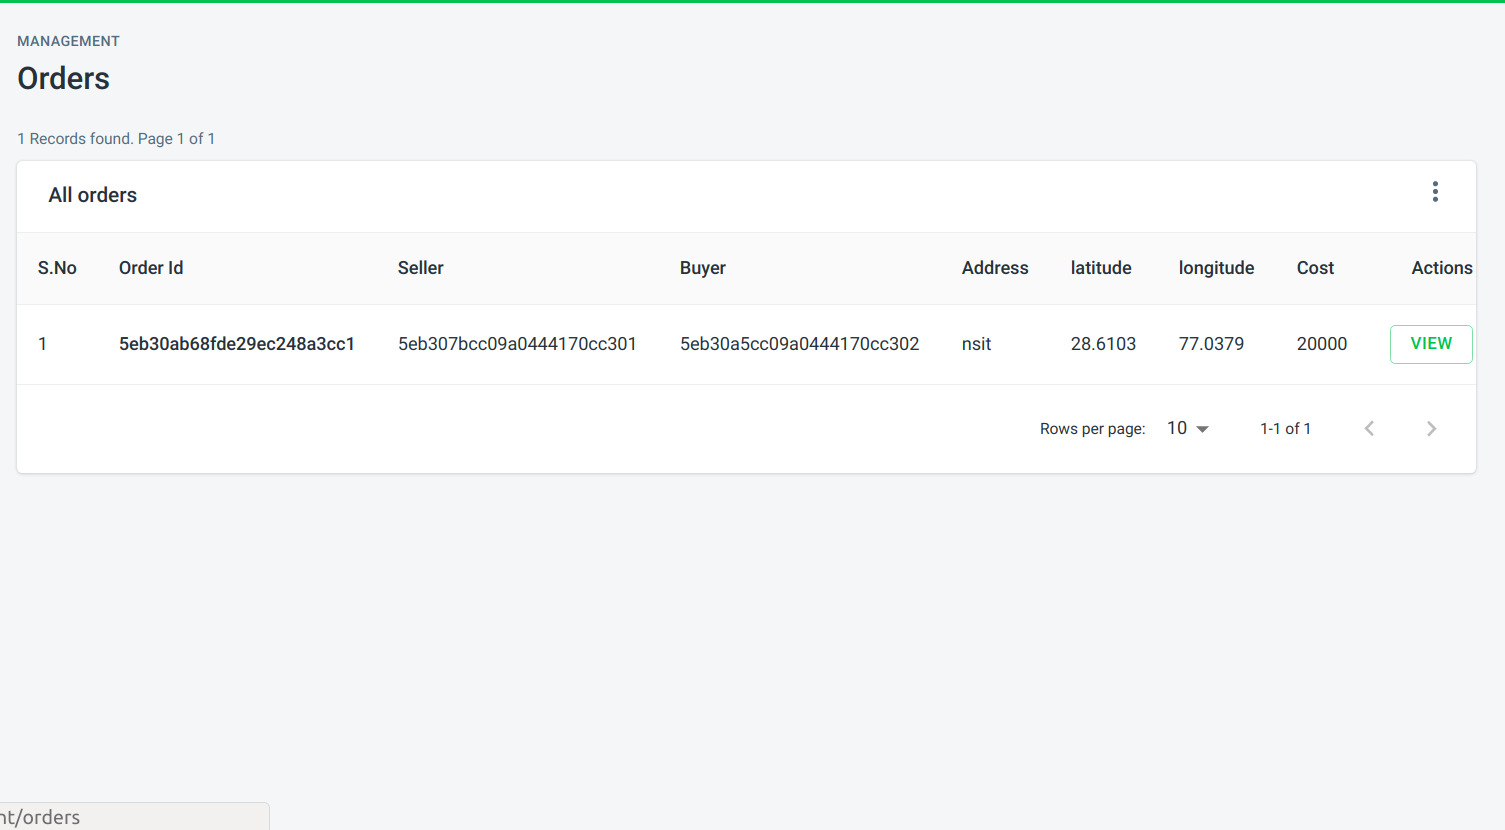 MANAGEMENT
Orders
1 Records found. Page 1 of 1
All orders
S.No Order Id Seller Buyer Address latitude longitude Cost Actions
1 5eb30ab68fde29ec248a3cc1 5eb307bcc09a0444170cc301 5eb30a5cc09a0444170cc302 nsit 28.6103 77.0379 20000 VIEW
Rows per page: 10 1-1 of 1
nt/orders